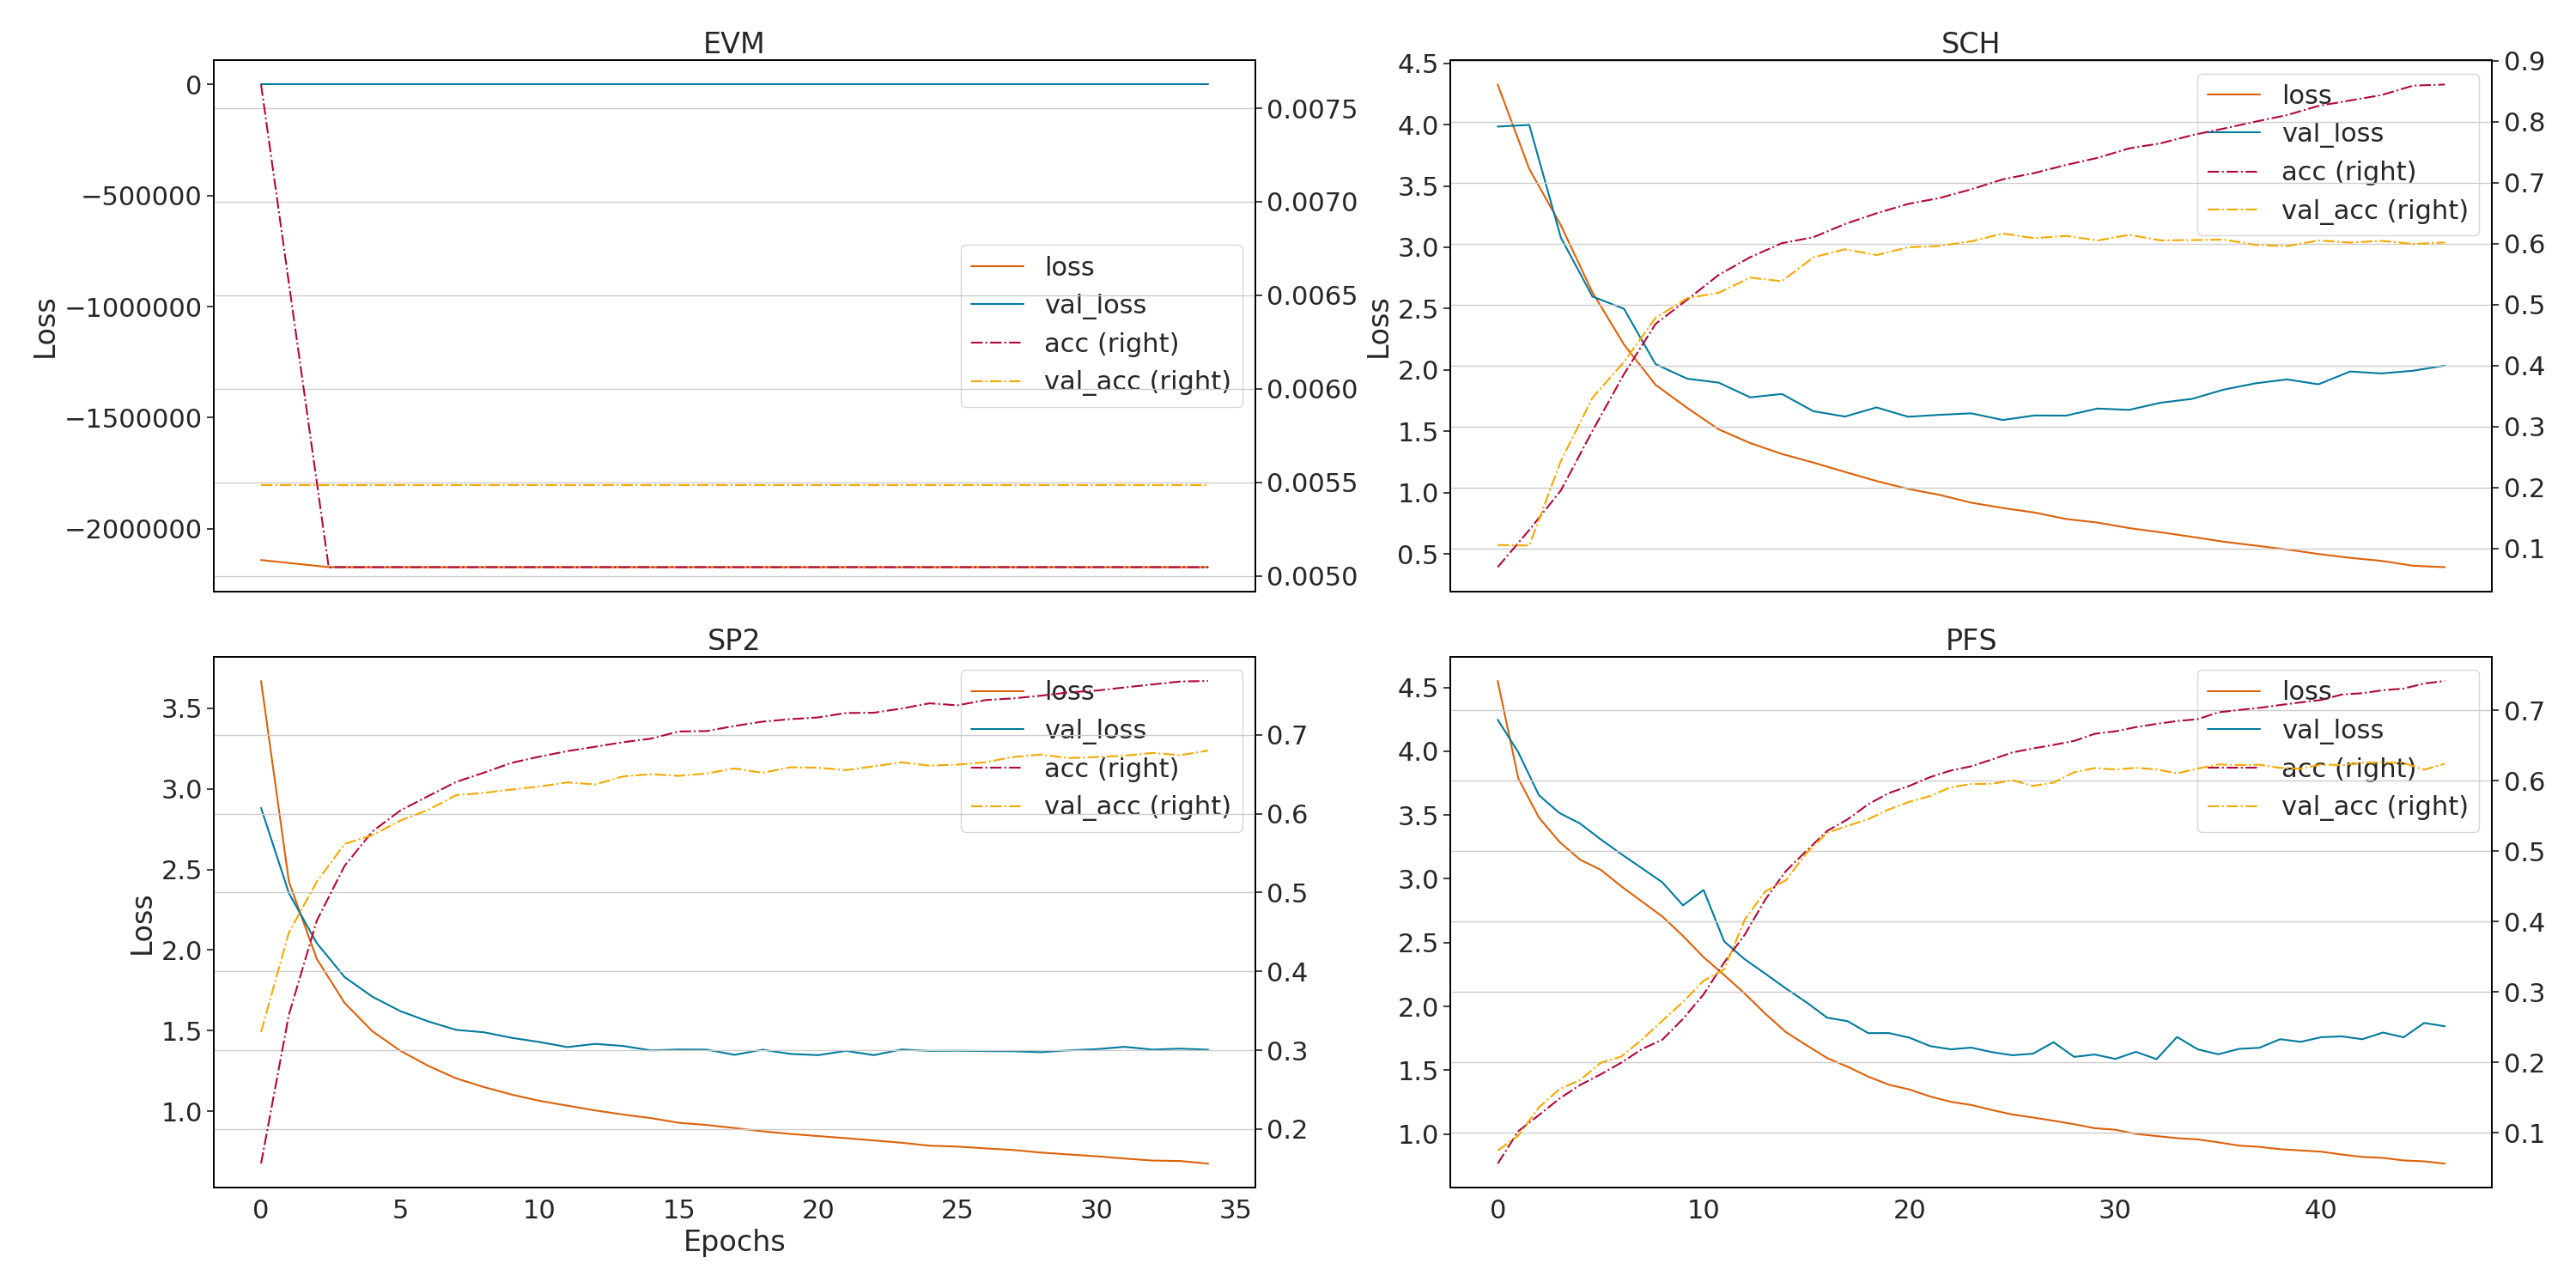 EVM
0
−500000
−1000000
−1500000
−2000000
Loss
0.0075
0.0070
0.0065
0.0060
0.0055
0.0050
loss
val_loss
acc (right)
val_acc (right)
SCH
4.5
4.0
3.5
3.0
2.5
2.0
1.5
1.0
0.5
Loss
0.9
0.8
0.7
0.6
0.5
0.4
0.3
0.2
0.1
loss
val_loss
acc (right)
val_acc (right)
SP2
3.5
3.0
2.5
2.0
1.5
1.0
Loss
0.7
0.6
0.5
0.4
0.3
0.2
loss
val_loss
acc (right)
val_acc (right)
0 5 10 15 20 25 30 35
Epochs
PFS
4.5
4.0
3.5
3.0
2.5
2.0
1.5
1.0
0.7
0.6
0.5
0.4
0.3
0.2
0.1
loss
val_loss
acc (right)
val_acc (right)
0 10 20 30 40